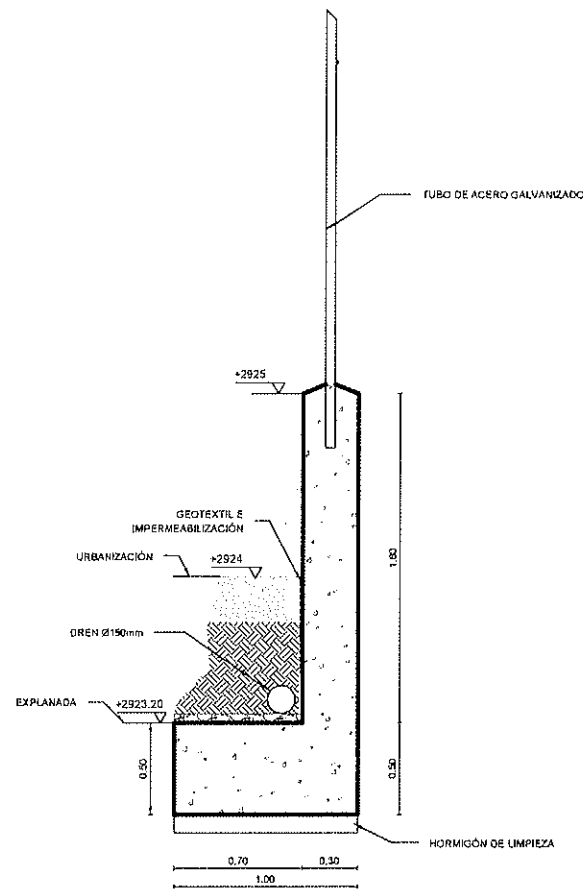 TUBO DE ACERO GALVANIZADO
+2925
GEOTEXTIL E
IMPERMEABILIZACIÓN
+2924
URBANIZACIÓN
DREN Ø150mm
1,80
+2923.20
EXPLANADA
0,50
0,50
HORMIGÓN DE LIMPIEZA
0,70
0,30
1.00